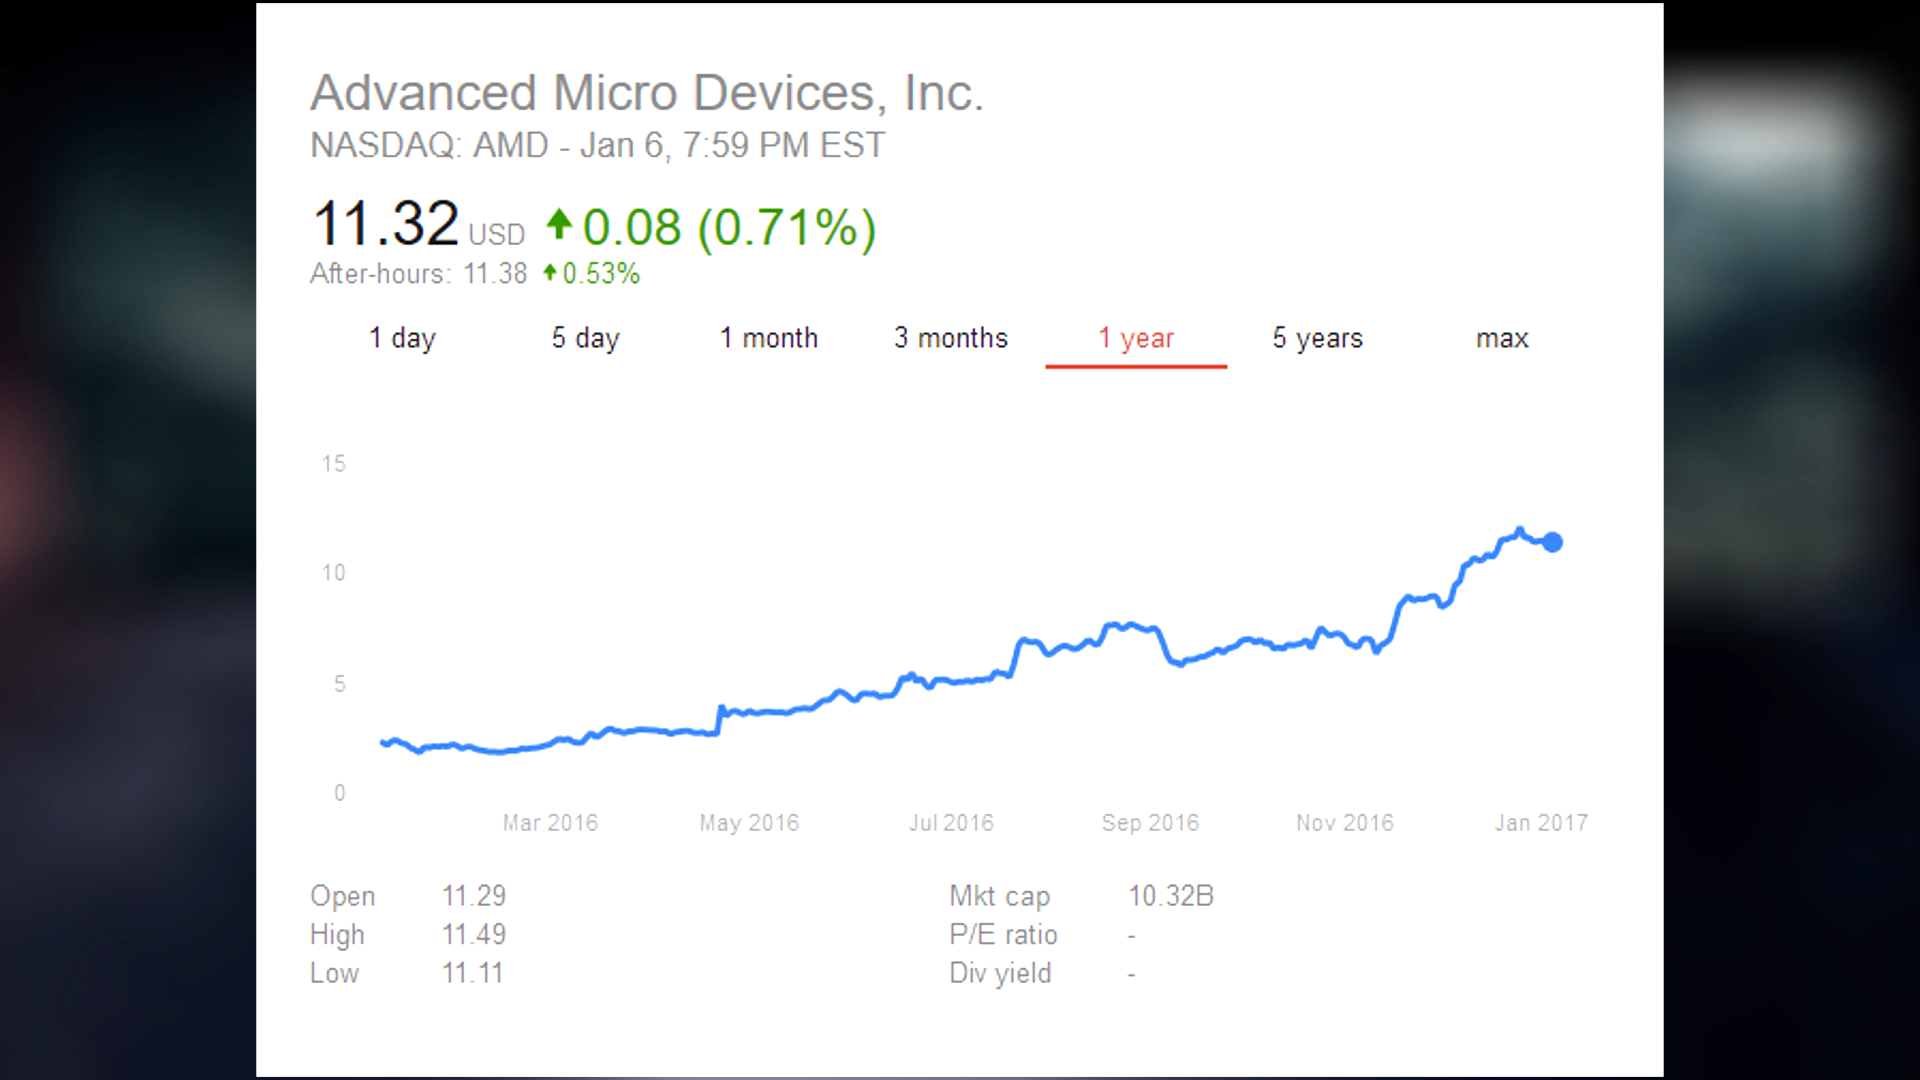 Advanced Micro Devices, Inc.
NASDAQ: AMD - Jan 6, 7:59 PM EST
11.32 USD 0.08 (0.71%)
After-hours: 11.38 0.53%
1 day 5 day 1 month 3 months 1 year 5 years max
15
10
5
0
Mar 2016 May 2016 Jul 2016 Sep 2016 Nov 2016 Jan 2017
Open 11.29 Mkt cap 10.32B
High 11.49 P/E ratio -
Low 11.11 Div yield -